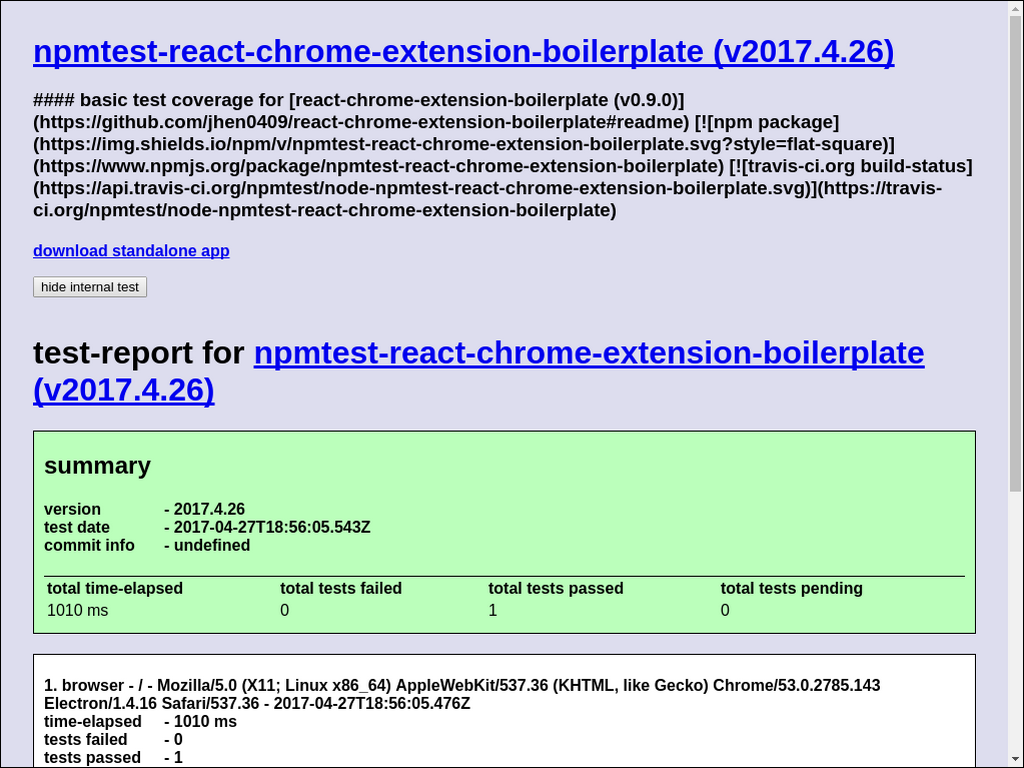 npmtest-react-chrome-extension-boilerplate (v2017.4.26)
#### basic test coverage for [react-chrome-extension-boilerplate (v0.9.0)]
(https://github.com/jhen0409/react-chrome-extension-boilerplate#readme) [![npm package]
(https://img.shields.io/npm/v/npmtest-react-chrome-extension-boilerplate.svg?style=flat-square)]
(https://www.npmjs.org/package/npmtest-react-chrome-extension-boilerplate) [![travis-ci.org build-status]
(https://api.travis-ci.org/npmtest/node-npmtest-react-chrome-extension-boilerplate.svg)](https://travis-
ci.org/npmtest/node-npmtest-react-chrome-extension-boilerplate)
download standalone app
hide internal test
test-report for npmtest-react-chrome-extension-boilerplate
(v2017.4.26)
summary
version - 2017.4.26
test date - 2017-04-27T18:56:05.543Z
commit info - undefined
total time-elapsed total tests failed total tests passed total tests pending
1010 ms 0 1 0
1. browser - / - Mozilla/5.0 (X11; Linux x86_64) AppleWebKit/537.36 (KHTML, like Gecko) Chrome/53.0.2785.143
Electron/1.4.16 Safari/537.36 - 2017-04-27T18:56:05.476Z
time-elapsed - 1010 ms
tests failed - 0
tests passed - 1